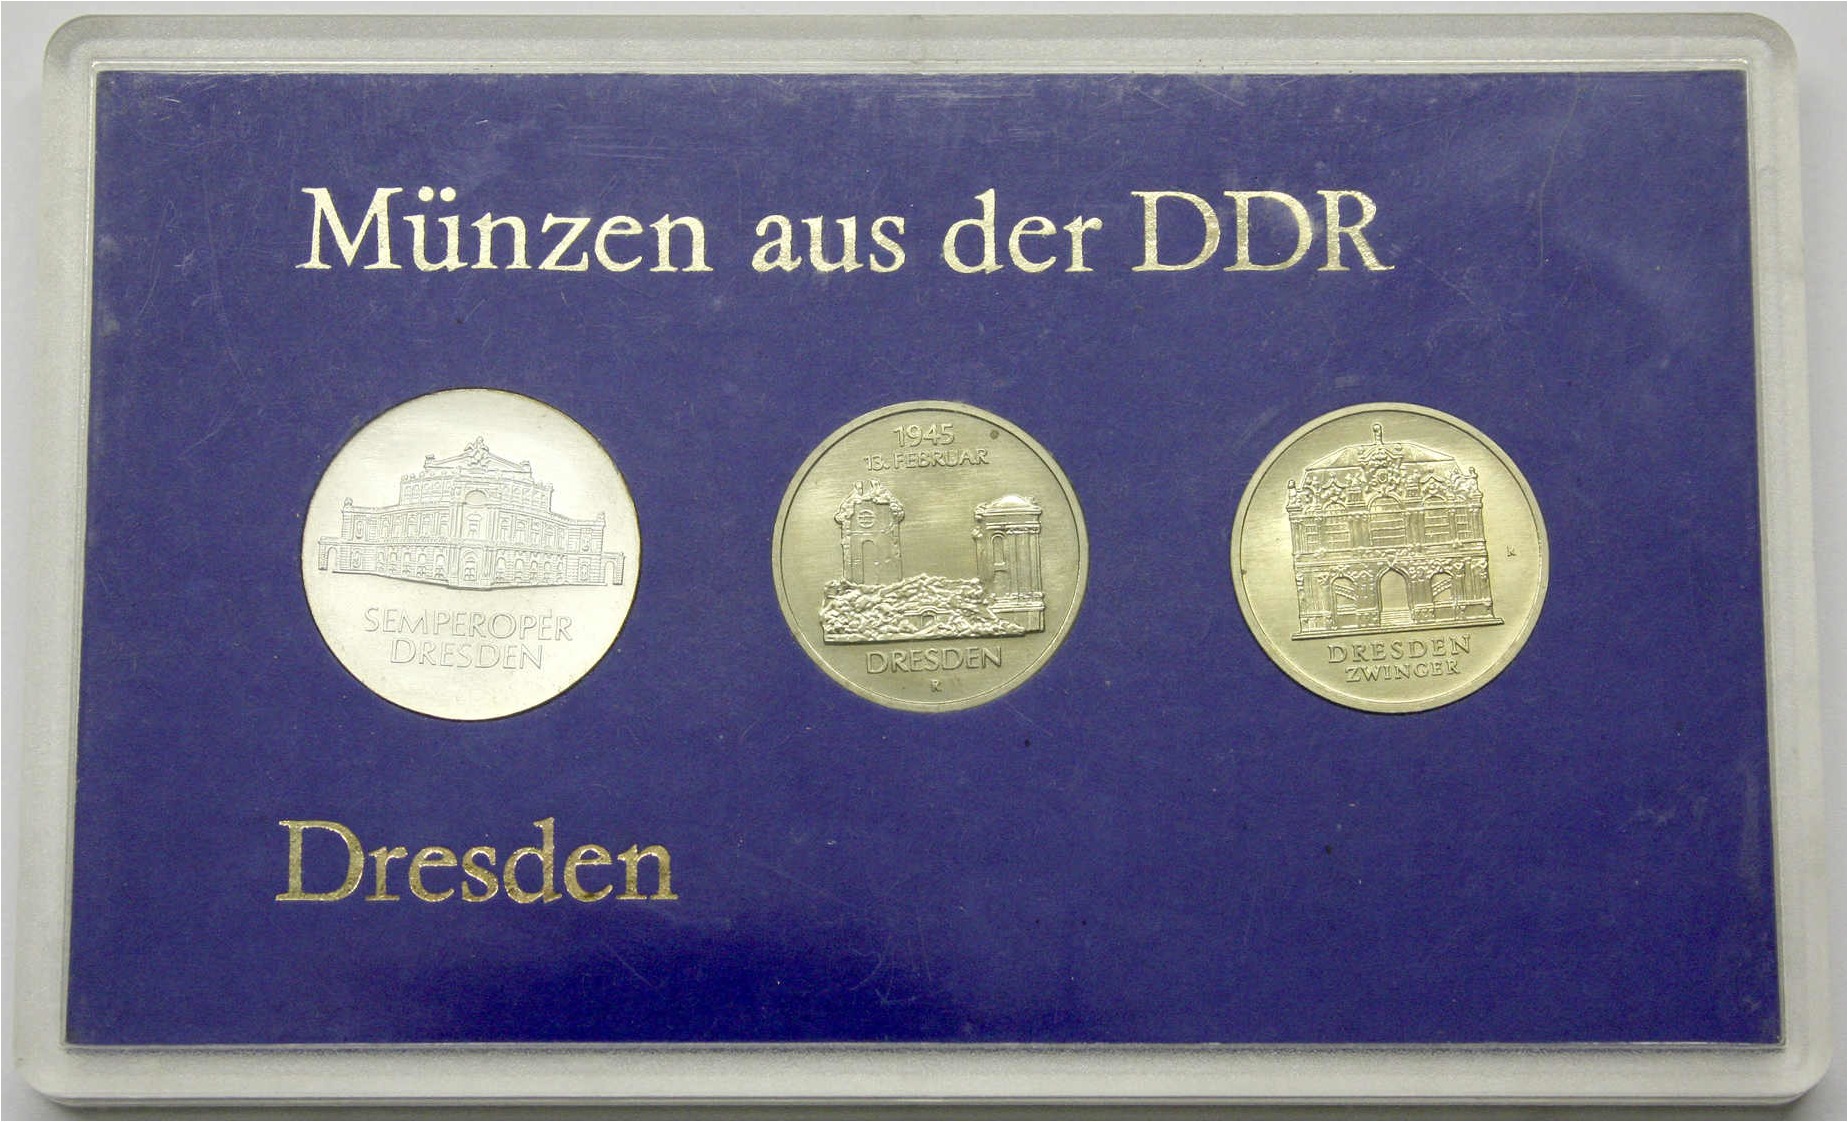 Münzen aus der DDR
SEMPEROPER
DRESDEN
1945
13. FEBRUAR
DRESDEN
R
DRESDEN
ZWINGER
K
Dresden